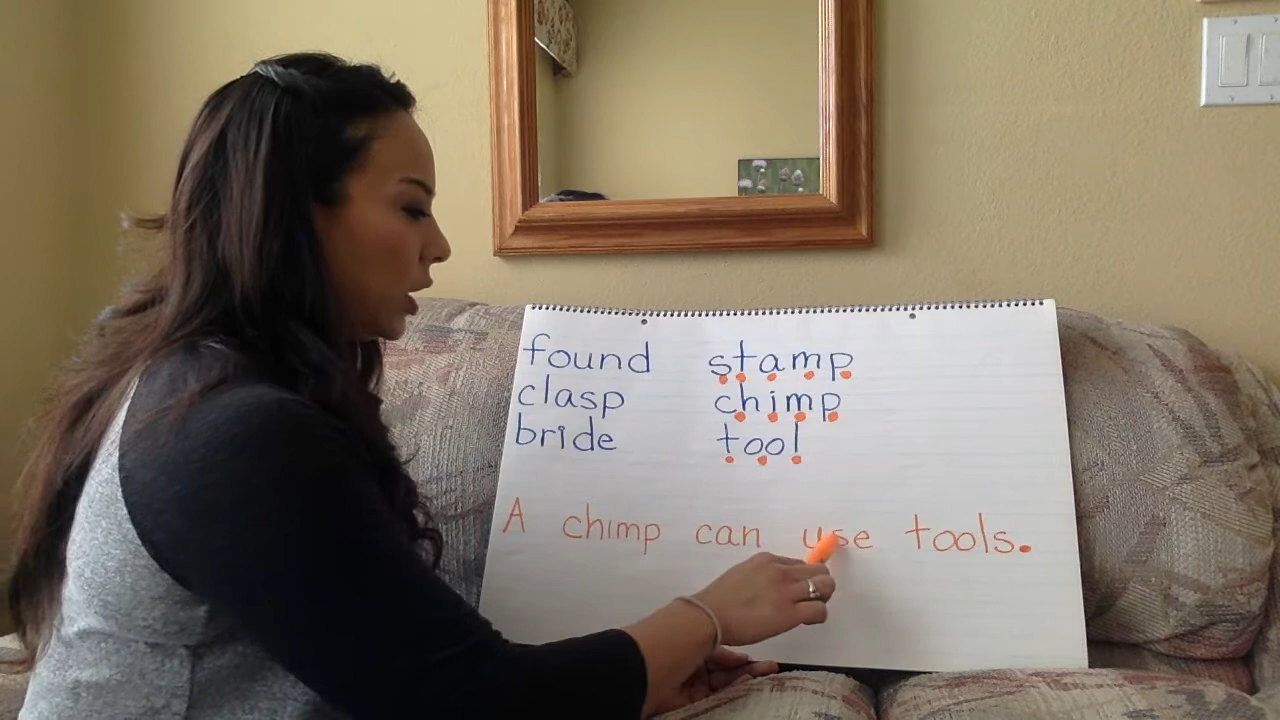 found stamp
clasp chimp
bride tool
A chimp can use tools.